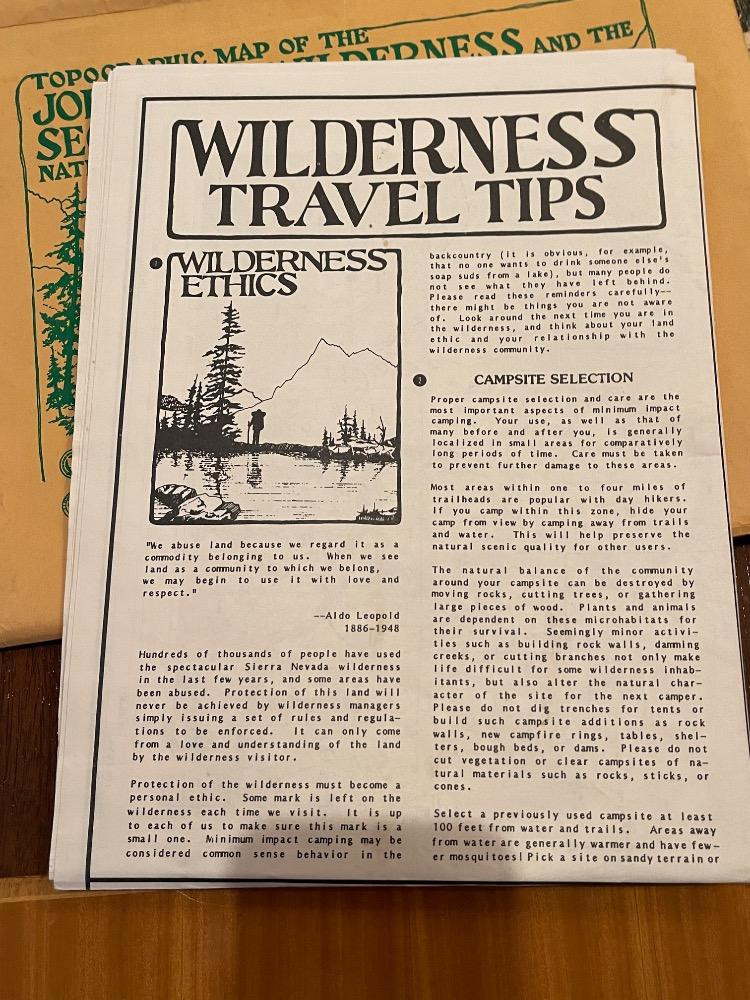 TOPOGRAPHIC MAP OF THE
WILDERNESS AND THE
NAT
WILDERNESS
TRAVEL TIPS
1
WILDERNESS
ETHICS
"We abuse land because we regard it as a
commodity belonging to us. When we see
land as a community to which we belong,
we may begin to use it with love and
respect."
--Aldo Leopold
1886-1948
Hundreds of thousands of people have used
the spectacular Sierra Nevada wilderness
in the last few years, and some areas have
been abused. Protection of this land will
never be achieved by wilderness managers
simply issuing a set of rules and regula-
tions to be enforced. It can only come
from a love and understanding of the land
by the wilderness visitor.
Protection of the wilderness must become a
personal ethic. Some mark is left on the
wilderness each time we visit. It is up
to each of us to make sure this mark is a
small one. Minimum impact camping may be
considered common sense behavior in the
backcountry (it is obvious, for example,
that no one wants to drink someone else's
soap suds from a lake), but many people do
not see what they have left behind.
Please read these reminders carefully--
there might be things you are not aware
of. Look around the next time you are in
the wilderness, and think about your land
ethic and your relationship with the
wilderness community.
2
CAMPSITE SELECTION
Proper campsite selection and care are the
most important aspects of minimum impact
camping. Your use, as well as that of
many before and after you, is generally
localized in small areas for comparatively
long periods of time. Care must be taken
to prevent further damage to these areas.
Most areas within one to four miles of
trailheads are popular with day hikers.
If you camp within this zone, hide your
camp from view by camping away from trails
and water. This will help preserve the
natural scenic quality for other users.
The natural balance of the community
around your campsite can be destroyed by
moving rocks, cutting trees, or gathering
large pieces of wood. Plants and animals
are dependent on these microhabitats for
their survival. Seemingly minor activi-
ties such as building rock walls, damming
creeks, or cutting branches not only make
life difficult for some wilderness inhab-
itants, but also alter the natural char-
acter of the site for the next camper.
Please do not dig trenches for tents or
build such campsite additions as rock
walls, new campfire rings, tables, shel-
ters, bough beds, or dams. Please do not
cut vegetation or clear campsites of na-
tural materials such as rocks, sticks, or
cones.
Select a previously used campsite at least
100 feet from water and trails. Areas away
from water are generally warmer and have few-
er mosquitoes! Pick a site on sandy terrain or